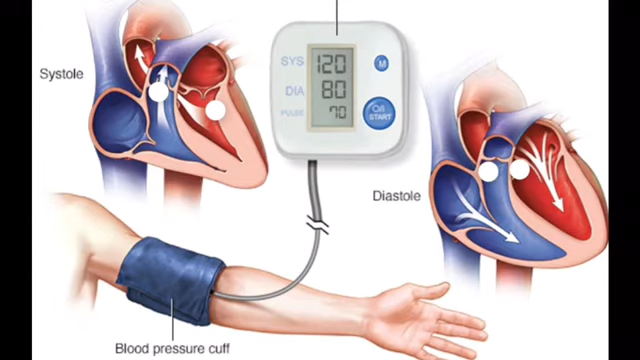 Systole
SYS 120
DIA 80
PULSE 70
M
O/I
START
Diastole
Blood pressure cuff